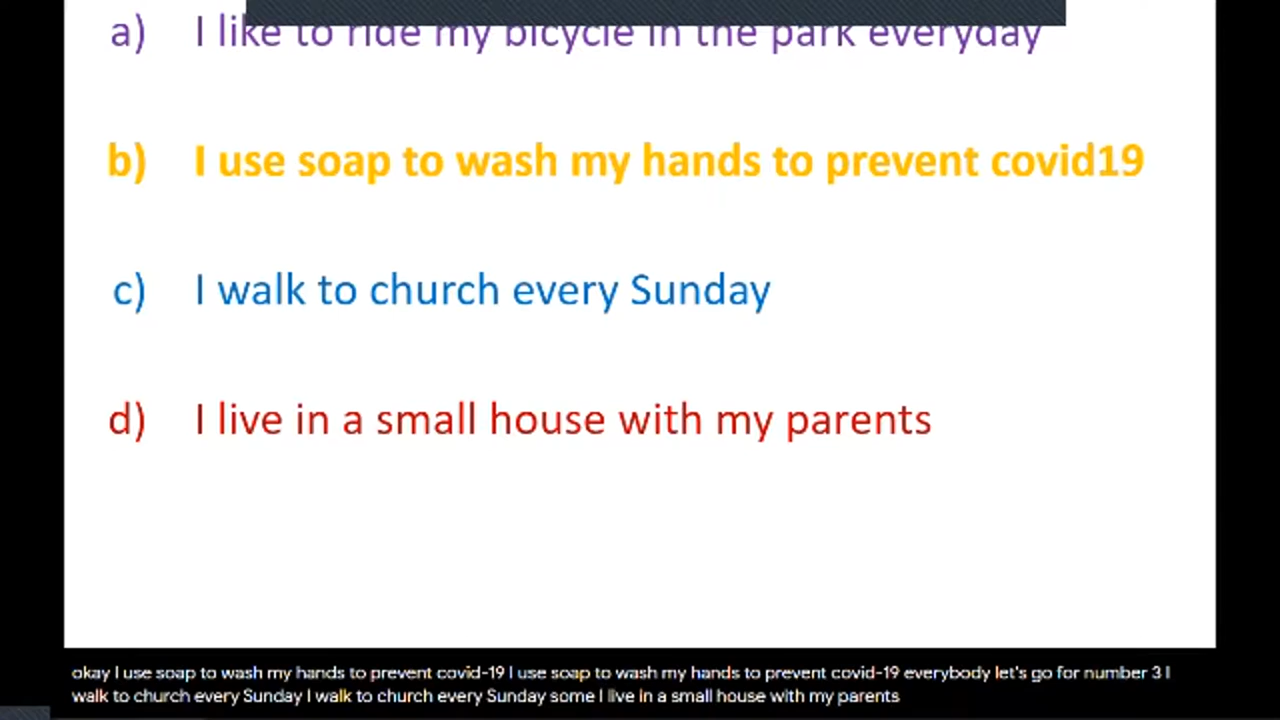 a) I like to ride my bicycle in the park everyday
b) I use soap to wash my hands to prevent covid19
c) I walk to church every Sunday
d) I live in a small house with my parents
okay I use soap to wash my hands to prevent covid-19 I use soap to wash my hands to prevent covid-19 everybody let's go for number 3 I
walk to church every Sunday I walk to church every Sunday some I live in a small house with my parents